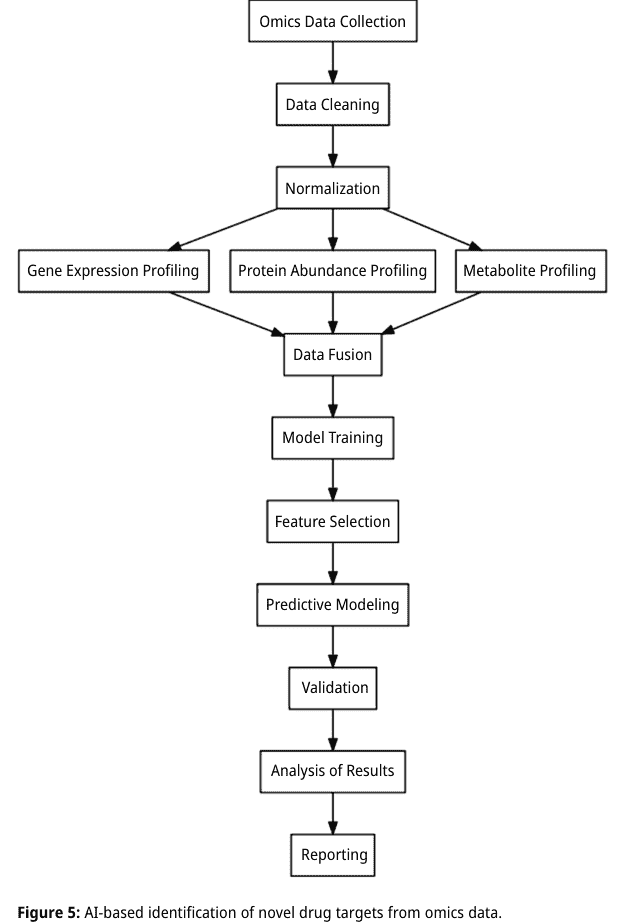 Omics Data Collection
Data Cleaning
Normalization
Gene Expression Profiling
Protein Abundance Profiling
Metabolite Profiling
Data Fusion
Model Training
Feature Selection
Predictive Modeling
Validation
Analysis of Results
Reporting
Figure 5: AI-based identification of novel drug targets from omics data.